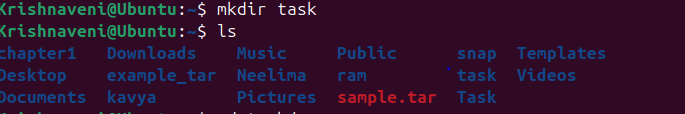 Krishnaveni@Ubuntu:~$ mkdir task
Krishnaveni@Ubuntu:~$ ls
chapter1 Downloads Music Public snap Templates
Desktop example_tar Neelima ram task Videos
Documents kavya Pictures sample.tar Task